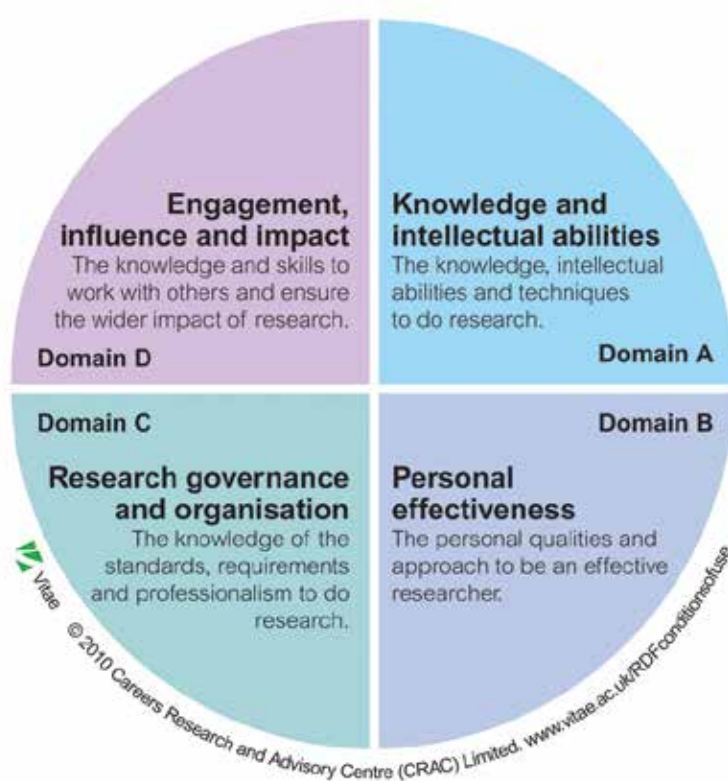 Engagement,
influence and impact
The knowledge and skills to
work with others and ensure
the wider impact of research.
Domain D
Knowledge and
intellectual abilities
The knowledge, intellectual
abilities and techniques
to do research.
Domain A
Domain B
Personal
effectiveness
The personal qualities and
approach to be an effective
researcher.
Domain C
Research governance
and organisation
The knowledge of the
standards, requirements
and professionalism to do
research.
Vitae © 2010 Careers Research and Advisory Centre (CRAC) Limited. www.vitae.ac.uk/RDFconditionsofuse